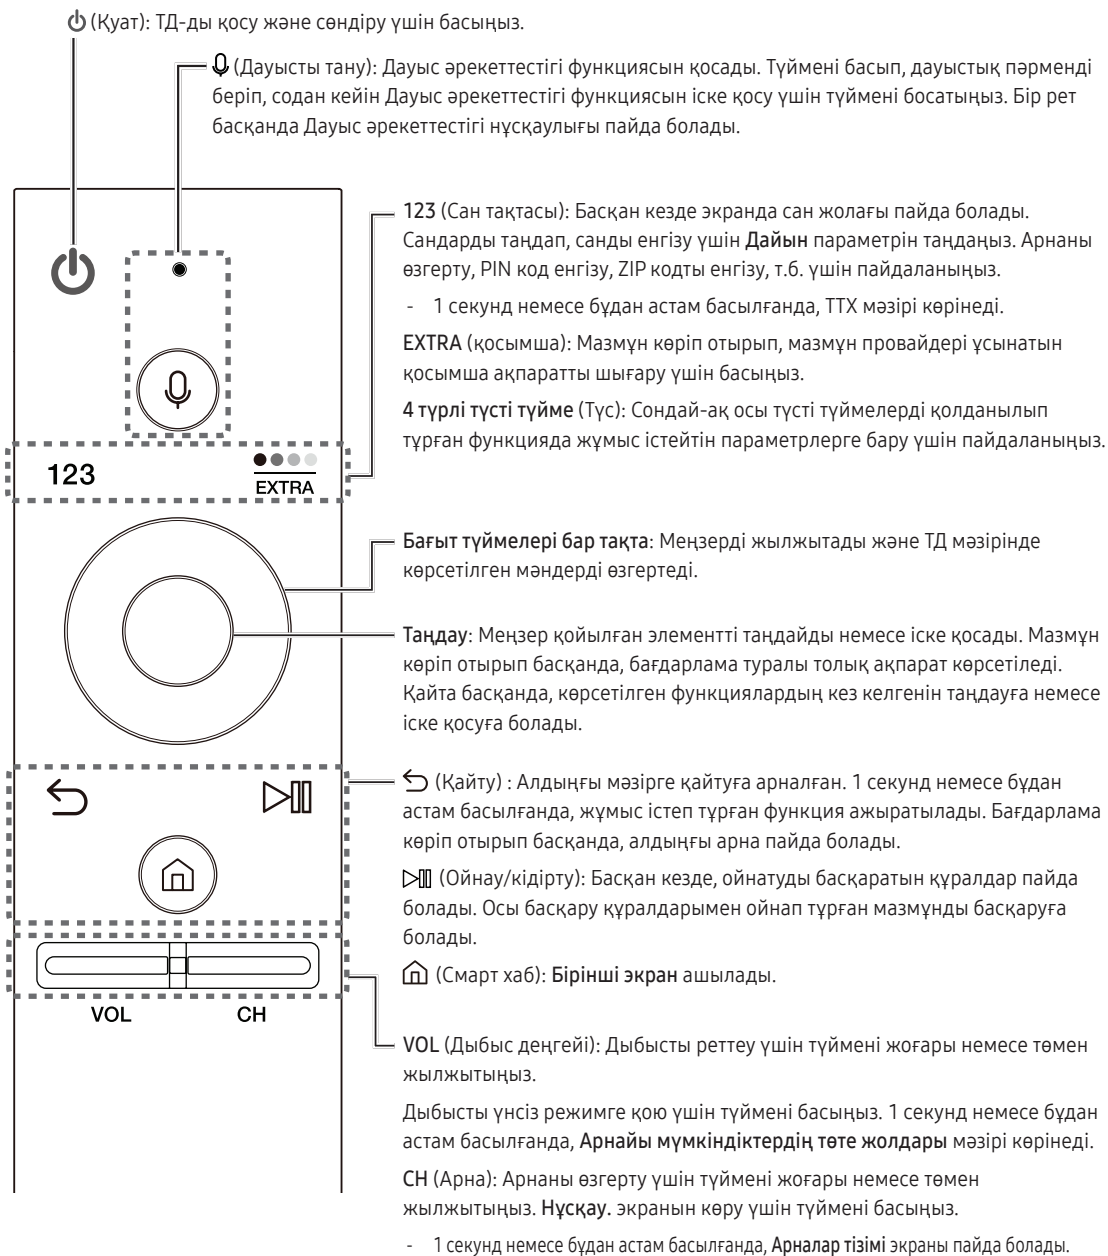 (Қуат): ТД-ды қосу және сөндіру үшін басыңыз.
(Дауысты тану): Дауыс әрекеттестігі функциясын қосады. Түймені басып, дауыстық пәрменді
беріп, содан кейін Дауыс әрекеттестігі функциясын іске қосу үшін түймені босатыңыз. Бір рет
басқанда Дауыс әрекеттестігі нұсқаулығы пайда болады.
123 (Сан тақтасы): Басқан кезде экранда сан жолағы пайда болады.
Сандарды таңдап, санды енгізу үшін Дайын параметрін таңдаңыз. Арнаны
өзгерту, PIN код енгізу, ZIP кодты енгізу, т.б. үшін пайдаланыңыз.
- 1 секунд немесе бұдан астам басылғанда, TTX мәзірі көрінеді.
EXTRA (қосымша): Мазмұн көріп отырып, мазмұн провайдері ұсынатын
қосымша ақпаратты шығару үшін басыңыз.
4 түрлі түсті түйме (Түс): Сондай-ақ осы түсті түймелерді қолданылып
тұрған функцияда жұмыс істейтін параметрлерге бару үшін пайдаланыңыз.
123
EXTRA
Бағыт түймелері бар тақта: Меңзерді жылжытады және ТД мәзірінде
көрсетілген мәндерді өзгертеді.
Таңдау: Меңзер қойылған элементті таңдайды немесе іске қосады. Мазмұн
көріп отырып басқанда, бағдарлама туралы толық ақпарат көрсетіледі.
Қайта басқанда, көрсетілген функциялардың кез келгенін таңдауға немесе
іске қосуға болады.
(Қайту) : Алдыңғы мәзірге қайтуға арналған. 1 секунд немесе бұдан
астам басылғанда, жұмыс істеп тұрған функция ажыратылады. Бағдарлама
көріп отырып басқанда, алдыңғы арна пайда болады.
(Ойнау/кідірту): Басқан кезде, ойнатуды басқаратын құралдар пайда
болады. Осы басқару құралдарымен ойнап тұрған мазмұнды басқаруға
болады.
(Смарт хаб): Бірінші экран ашылады.
VOL
CH
VOL (Дыбыс деңгейі): Дыбысты реттеу үшін түймені жоғары немесе төмен
жылжытыңыз.
Дыбысты үнсіз режимге қою үшін түймені басыңыз. 1 секунд немесе бұдан
астам басылғанда, Арнайы мүмкіндіктердің төте жолдары мәзірі көрінеді.
CH (Арна): Арнаны өзгерту үшін түймені жоғары немесе төмен
жылжытыңыз. Нұсқау. экранын көру үшін түймені басыңыз.
- 1 секунд немесе бұдан астам басылғанда, Арналар тізімі экраны пайда болады.